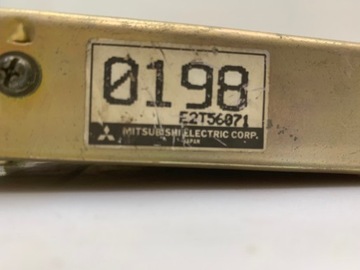 0198
E2T56071
MITSUBISHI ELECTRIC CORP.
JAPAN